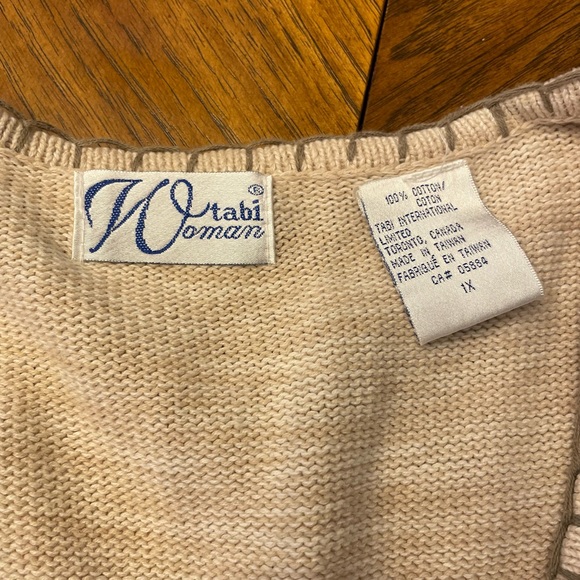 tabi ®
Woman
100% COTTON/
COTON
TABI INTERNATIONAL
LIMITED
TORONTO, CANADA
MADE IN TAIWAN
FABRIQUÉ EN TAIWAN
CA# 05884
1X